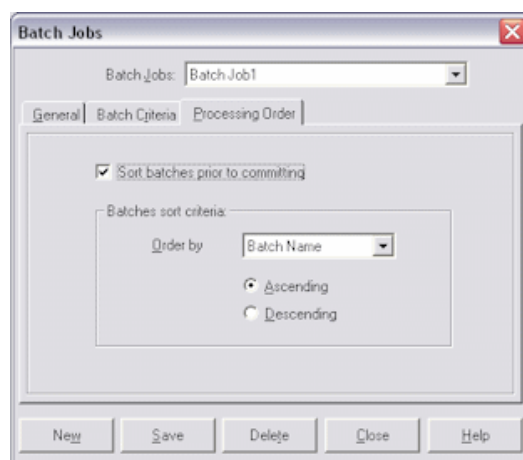 Batch Jobs
Batch Jobs: Batch Job1
General Batch Criteria Processing Order
Sort batches prior to committing
Batches sort criteria:
Order by Batch Name
Ascending
Descending
New Save Delete Close Help